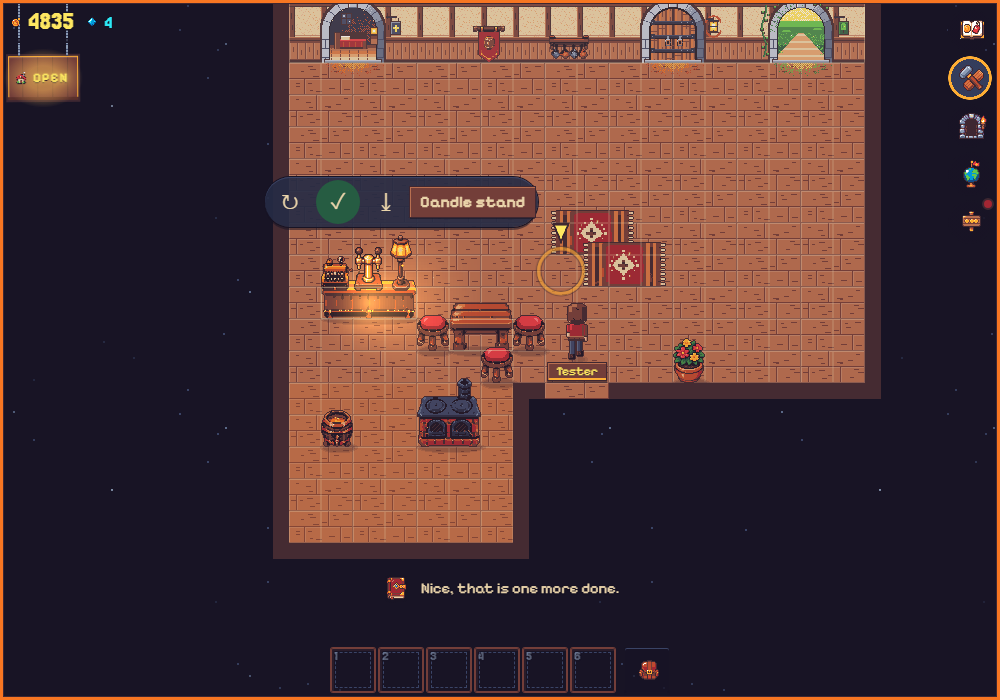 4835 4
OPEN
Candle stand
Tester
Nice, that is one more done.
1 2 3 4 5 6